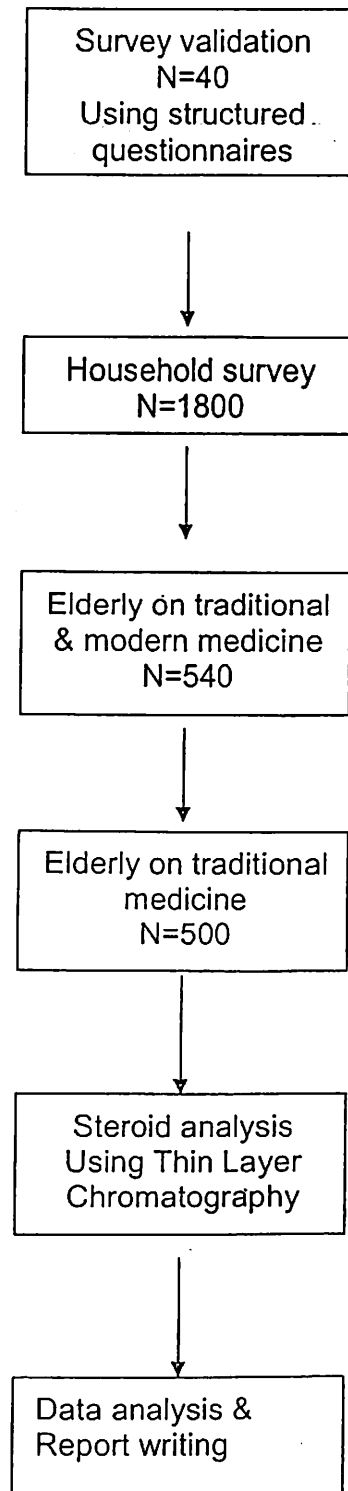 Survey validation
N=40
Using structured
questionnaires
Household survey
N=1800
Elderly on traditional
& modern medicine
N=540
Elderly on traditional
medicine
N=500
Steroid analysis
Using Thin Layer
Chromatography
Data analysis &
Report writing